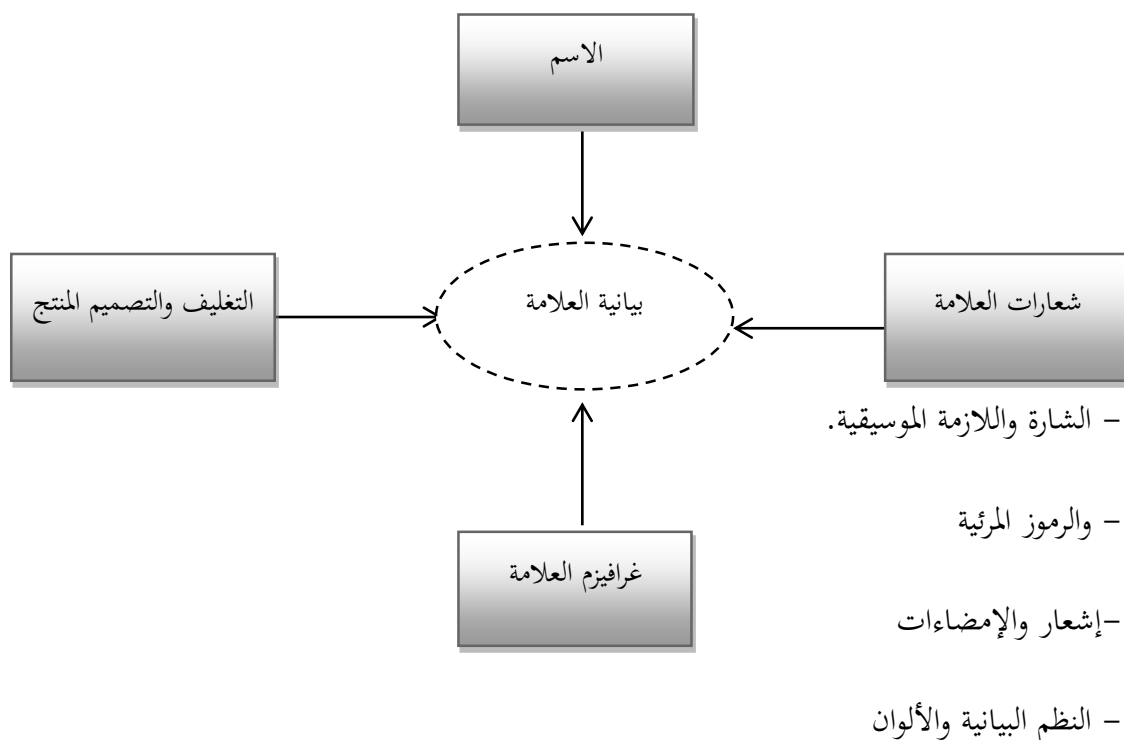 الاسم
شعارات العلامة
بيانية العلامة
التغليف والتصميم المنتج
– الشارة واللازمة الموسيقية.
– والرموز المرئية
غرافيزم العلامة
–إشعار والإمضاءات
– النظم البيانية والألوان